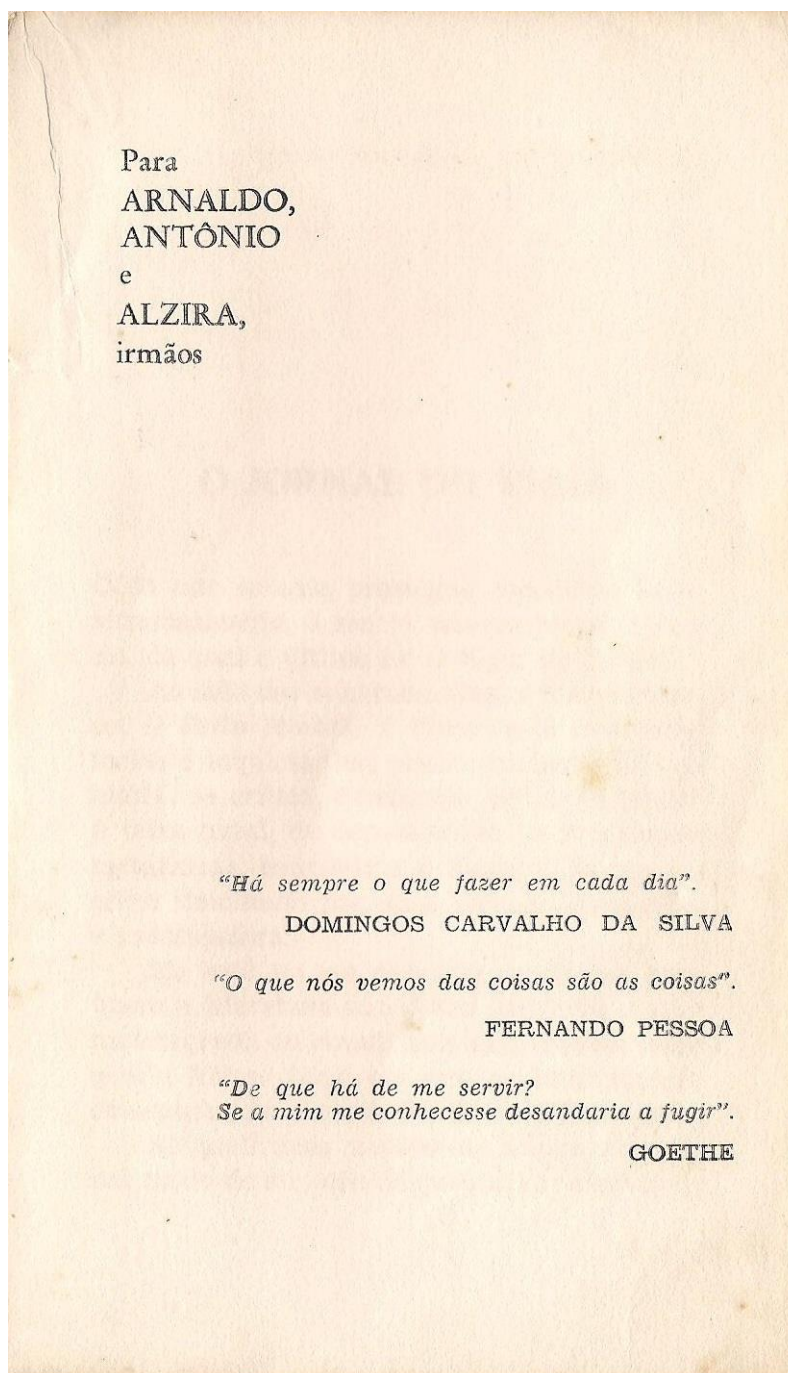 Para
ARNALDO,
ANTÔNIO
e
ALZIRA,
irmãos
“Há sempre o que fazer em cada dia”.
DOMINGOS CARVALHO DA SILVA
“O que nós vemos das coisas são as coisas”.
FERNANDO PESSOA
“De que há de me servir?
Se a mim me conhecesse desandaria a fugir”.
GOETHE